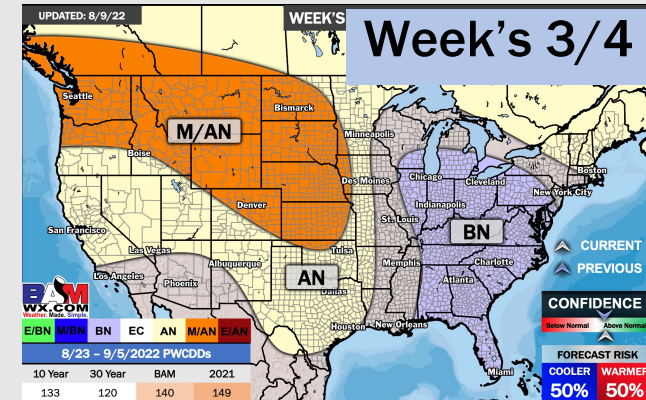 UPDATED: 8/9/22
WEEK'S
Week's 3/4
Seattle
Bismarck
M/AN
Minneapolis
Boise
Boston
Chicago
Cleveland
Des Moines
New York City
Denver
Indianapolis
St. Louis
San Francisco
BN
CURRENT
Las Vegas
Tulsa
Albuquerque
Memphis
Charlotte
PREVIOUS
Los Angeles
AN
Phoenix
Atlanta
Dallas
BAM
WX.COM
Weather. Made. Simple.
CONFIDENCE
Houston
New Orleans
Below Normal
Above Normal
E/BN M/BN BN EC AN M/AN E/AN
8/23 – 9/5/2022 PWCDDs
FORECAST RISK
Miami
10 Year 30 Year BAM 2021
COOLER WARMER
133 120 140 149
50% 50%